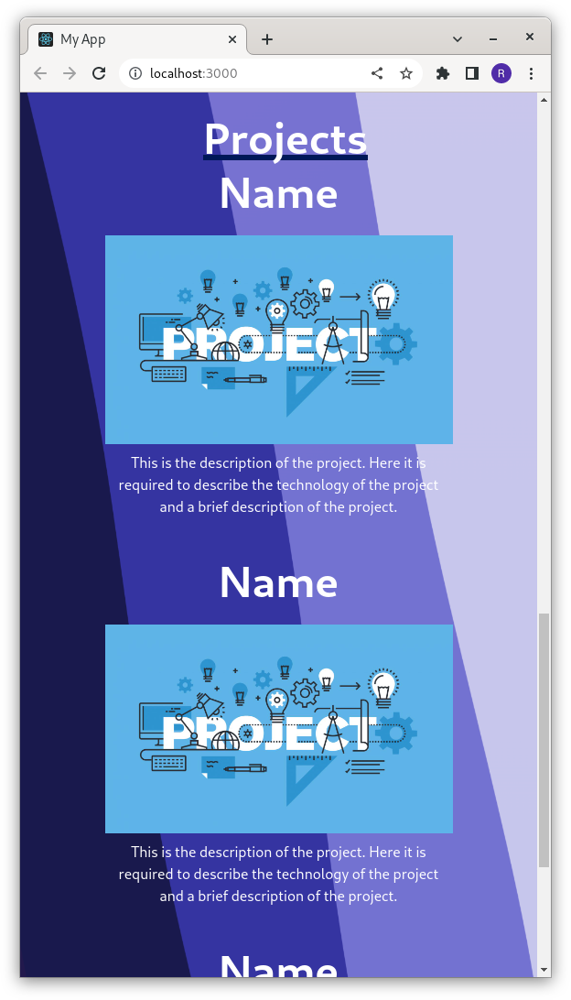 My App
localhost:3000
R
Projects
Name
PROJECT
This is the description of the project. Here it is
required to describe the technology of the project
and a brief description of the project.
Name
PROJECT
This is the description of the project. Here it is
required to describe the technology of the project
and a brief description of the project.
Name